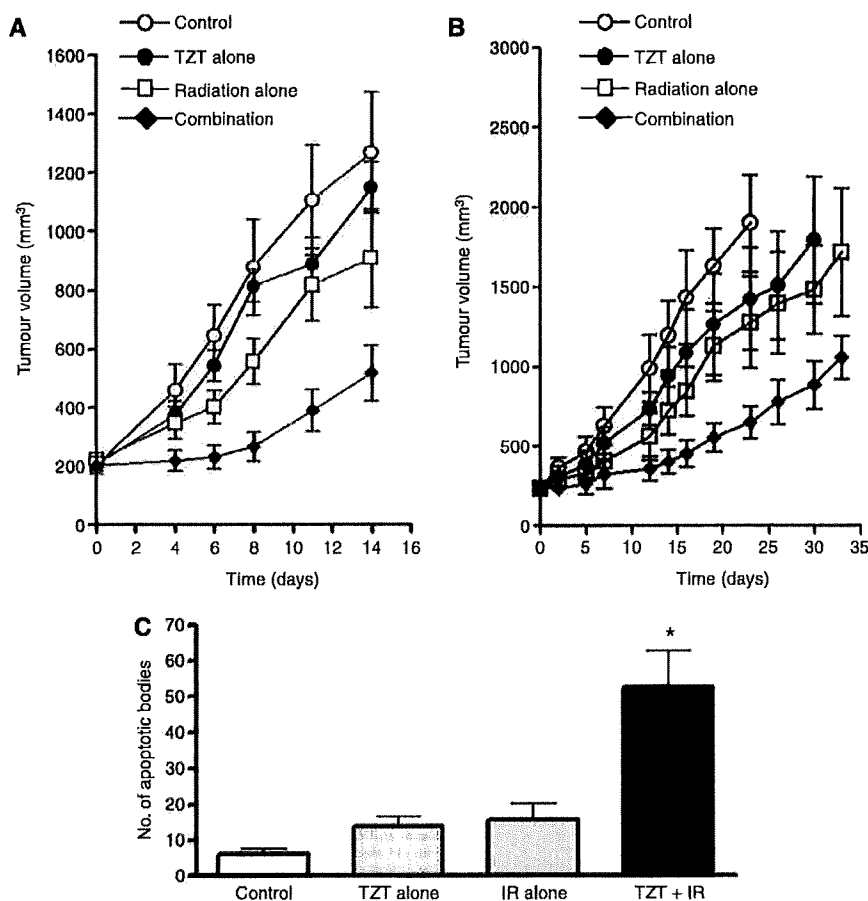 A
Control
TZT alone
Radiation alone
Combination
1600
1400
1200
1000
800
600
400
200
0
Tumour volume (mm³)
0 2 4 6 8 10 11 14 16
Time (days)
B
Control
TZT alone
Radiation alone
Combination
3000
2500
2000
1500
1000
500
0
Tumour volume (mm³)
0 5 10 15 20 25 30 35
Time (days)
C
70
60
50
40
30
20
10
0
No. of apoptotic bodies
*
Control TZT alone IR alone TZT + IR